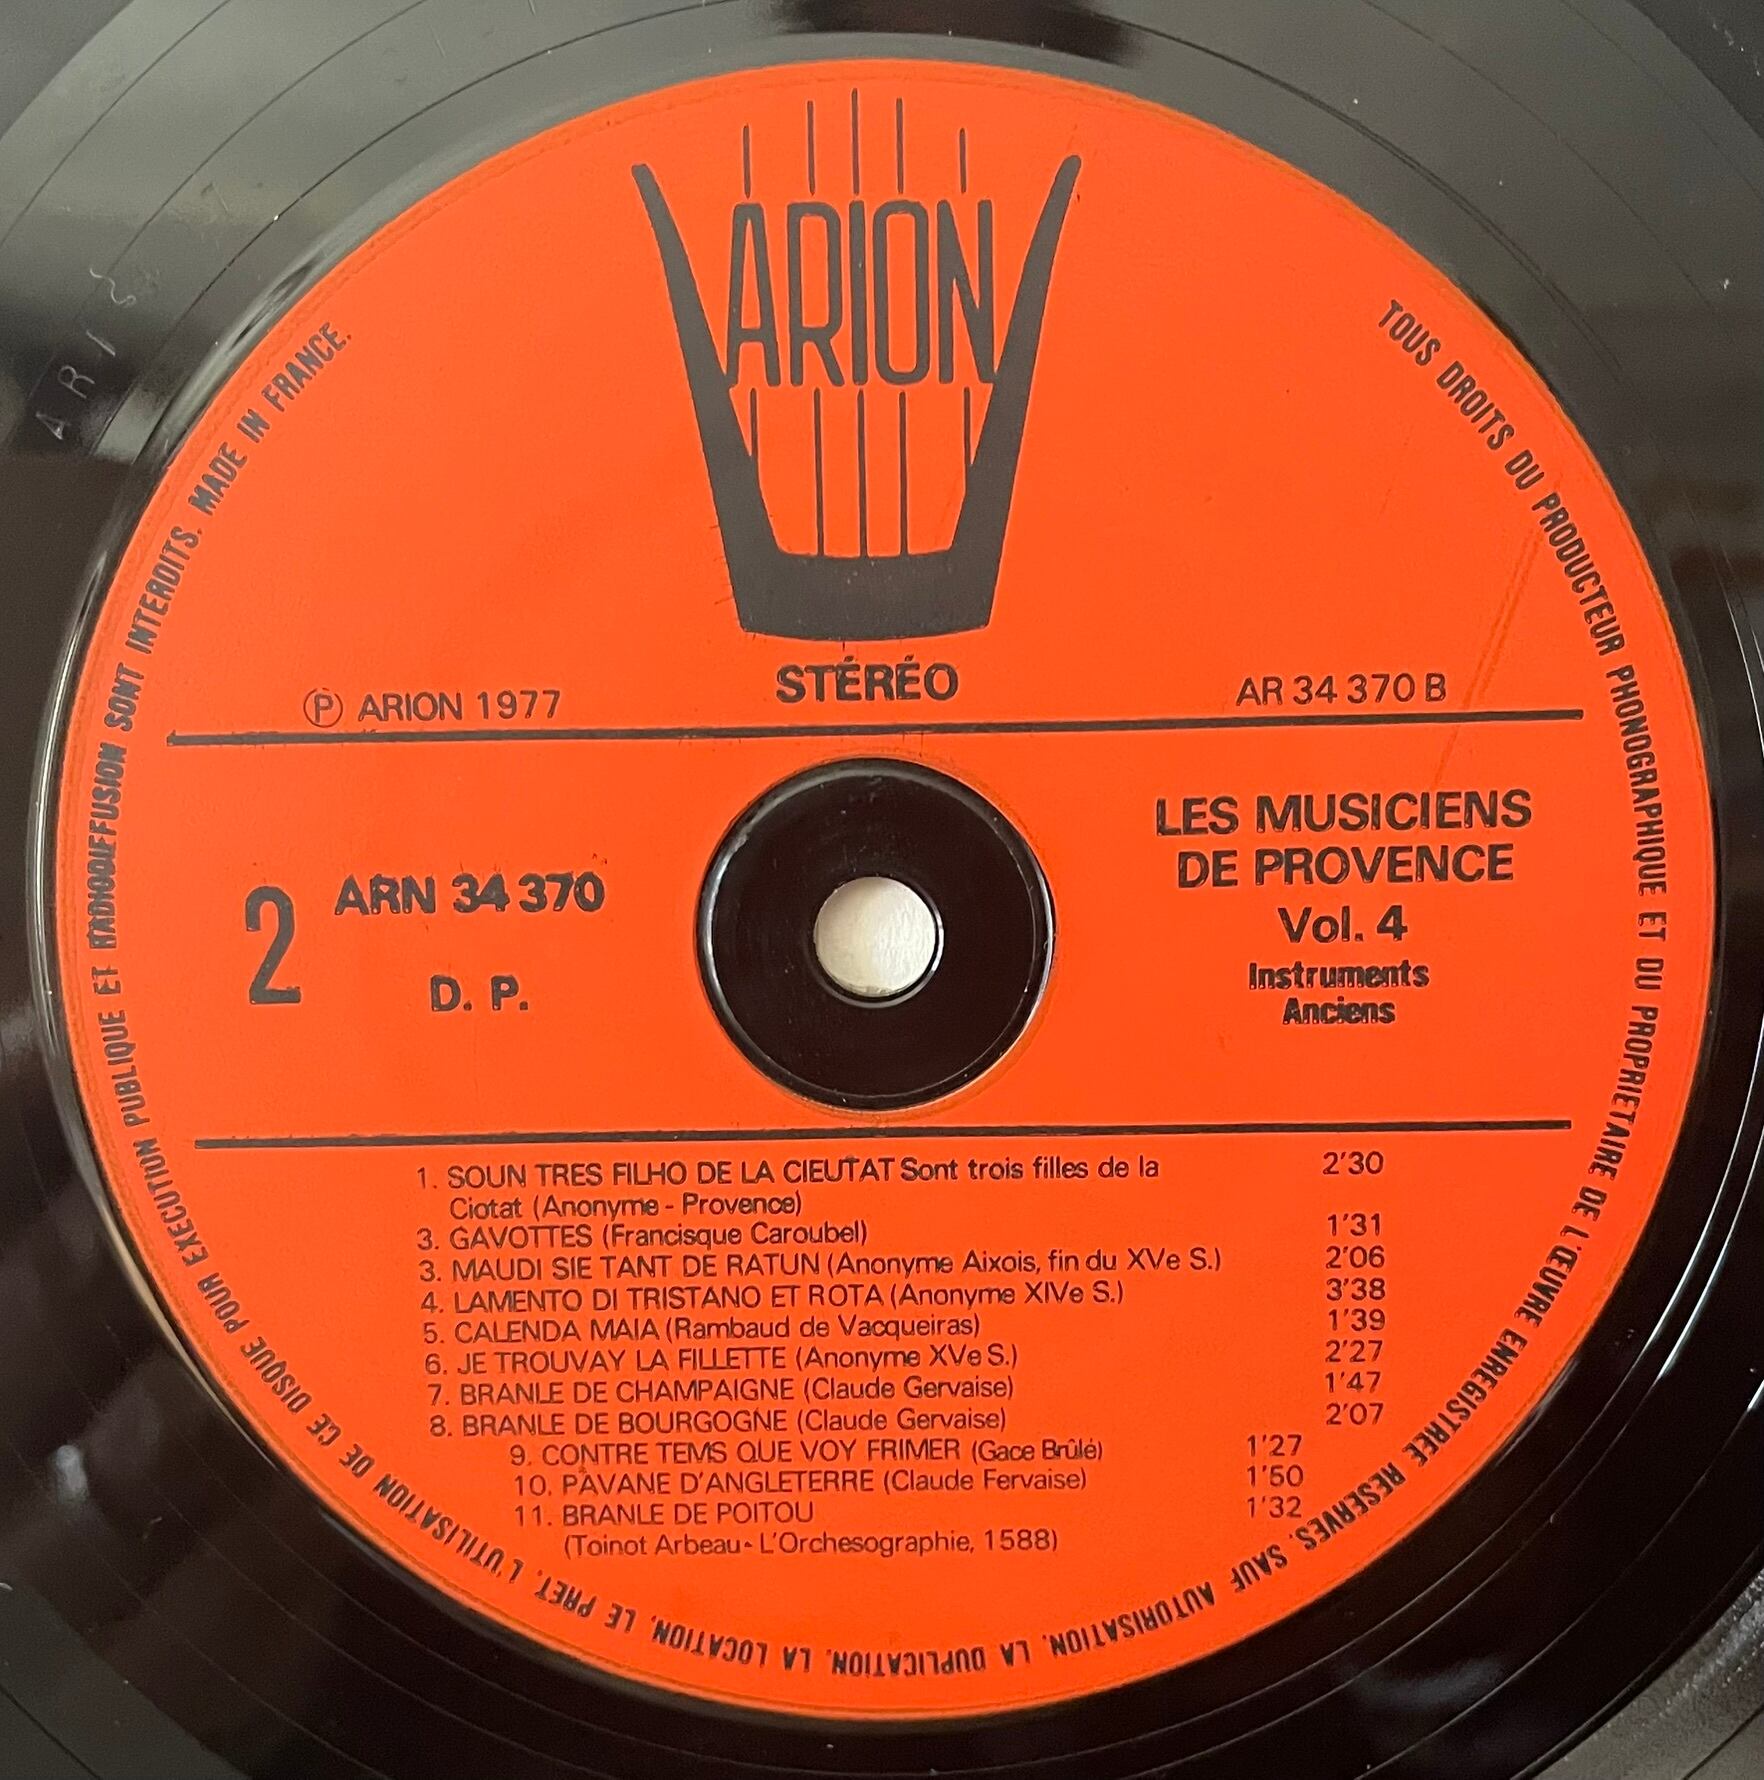 ARION
STÉRÉO
℗ ARION 1977
AR 34 370 B
2
ARN 34 370
D. P.
LES MUSICIENS
DE PROVENCE
Vol. 4
Instruments
Anciens
1. SOUN TRES FILHO DE LA CIEUTAT Sont trois filles de la 2'30
Ciotat (Anonyme - Provence)
3. GAVOTTES (Francisque Caroubel) 1'31
3. MAUDI SIE TANT DE RATUN (Anonyme Aixois, fin du XVe S.) 2'06
4. LAMENTO DI TRISTANO ET ROTA (Anonyme XIVe S.) 3'38
5. CALENDA MAIA (Rambaud de Vacqueiras) 1'39
6. JE TROUVAY LA FILLETTE (Anonyme XVe S.) 2'27
7. BRANLE DE CHAMPAIGNE (Claude Gervaise) 1'47
8. BRANLE DE BOURGOGNE (Claude Gervaise) 2'07
9. CONTRE TEMS QUE VOY FRIMER (Gace Brûlé) 1'27
10. PAVANE D'ANGLETERRE (Claude Fervaise) 1'50
11. BRANLE DE POITOU 1'32
(Toinot Arbeau - L'Orchesographie, 1588)
TOUS DROITS DU PRODUCTEUR PHONOGRAPHIQUE ET DU PROPRIETAIRE DE L'ŒUVRE ENREGISTREE RESERVES. SAUF AUTORISATION, LA DUPLICATION, LA LOCATION, LE PRET, L'UTILISATION DE CE DISQUE POUR EXECUTION PUBLIQUE ET RADIODIFFUSION SONT INTERDITS. MADE IN FRANCE.